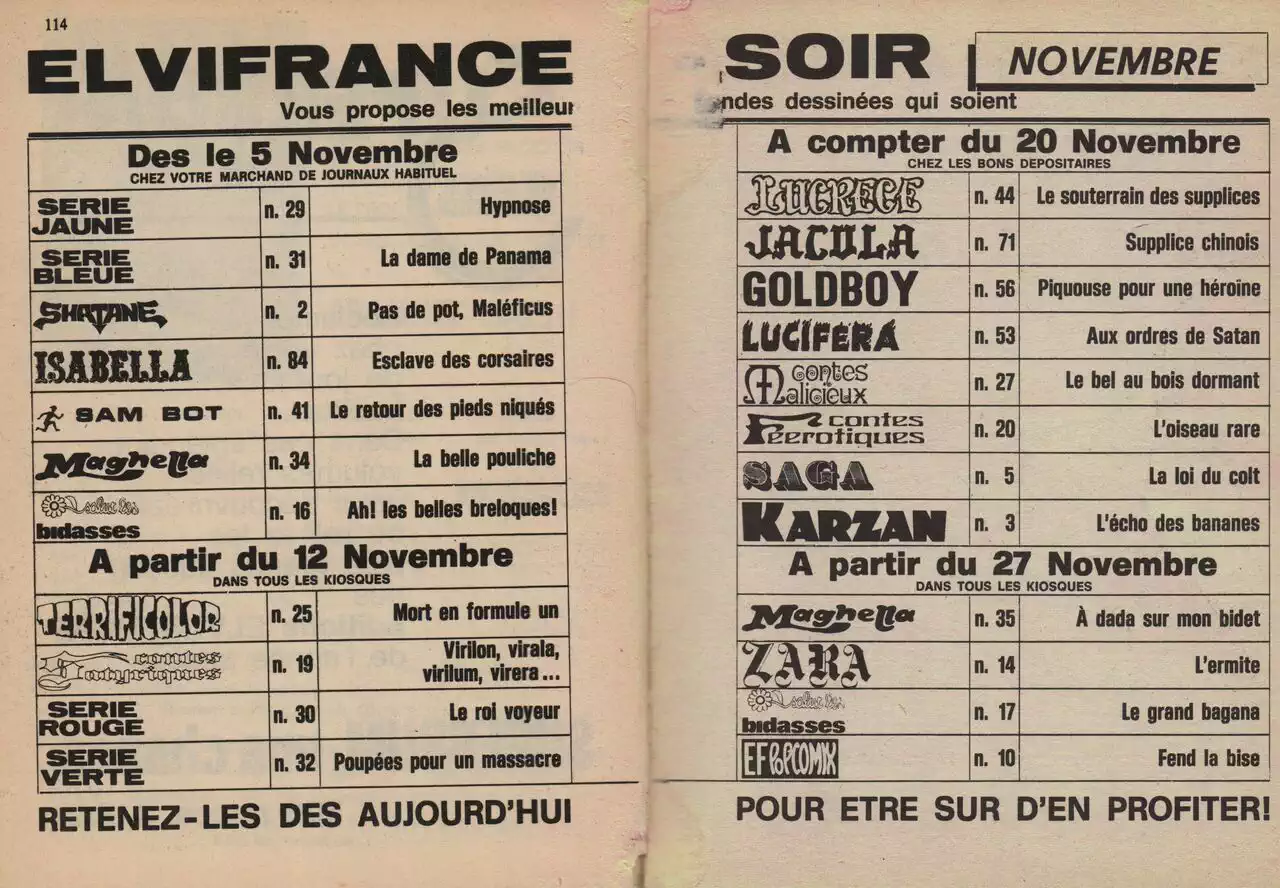 114
ELVIFRANCE
Vous propose les meilleur
Des le 5 Novembre
CHEZ VOTRE MARCHAND DE JOURNAUX HABITUEL
SERIE JAUNE n. 29 Hypnose
SERIE BLEUE n. 31 La dame de Panama
SHATANE n. 2 Pas de pot, Maléficus
ISABELLA n. 84 Esclave des corsaires
SAM BOT n. 41 Le retour des pieds niqués
Maghella n. 34 La belle pouliche
salut les bidasses n. 16 Ah! les belles breloques!
A partir du 12 Novembre
DANS TOUS LES KIOSQUES
TERRIFICOLOR n. 25 Mort en formule un
contes Satyriques n. 19 Virilon, virala,
virilum, virera...
SERIE ROUGE n. 30 Le roi voyeur
SERIE VERTE n. 32 Poupées pour un massacre
RETENEZ-LES DES AUJOURD'HUI
SOIR
NOVEMBRE
ndes dessinées qui soient
A compter du 20 Novembre
CHEZ LES BONS DEPOSITAIRES
LUCRECE n. 44 Le souterrain des supplices
JACULA n. 71 Supplice chinois
GOLDBOY n. 56 Piquouse pour une héroïne
LUCIFERA n. 53 Aux ordres de Satan
contes Malicieux n. 27 Le bel au bois dormant
contes Féerotiques n. 20 L'oiseau rare
SAGA n. 5 La loi du colt
KARZAN n. 3 L'écho des bananes
A partir du 27 Novembre
DANS TOUS LES KIOSQUES
Maghella n. 35 À dada sur mon bidet
ZARA n. 14 L'ermite
salut les bidasses n. 17 Le grand bagana
EF POPCOMIX n. 10 Fend la bise
POUR ETRE SUR D'EN PROFITER!